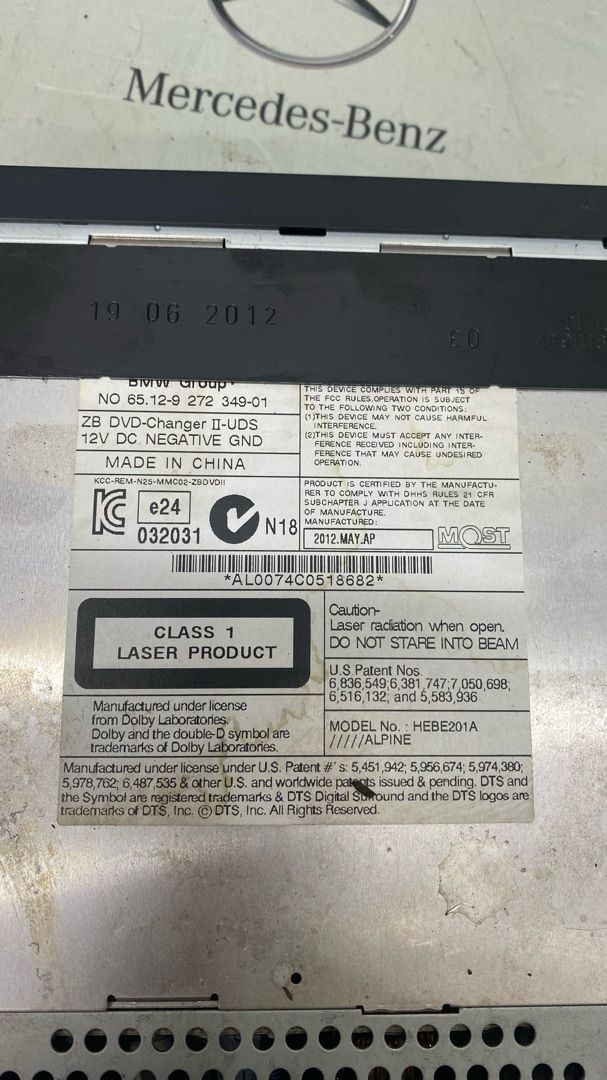 Mercedes-Benz
19 06 2012
03
BMW Group
NO 65.12-9 272 349-01
ZB DVD-Changer II-UDS
12V DC NEGATIVE GND
MADE IN CHINA
THIS DEVICE COMPLIES WITH PART 15 OF
THE FCC RULES.OPERATION IS SUBJECT
TO THE FOLLOWING TWO CONDITIONS:
(1)THIS DEVICE MAY NOT CAUSE HARMFUL
INTERFERENCE.
(2)THIS DEVICE MUST ACCEPT ANY INTER-
FERENCE RECEIVED INCLUDING INTER-
FERENCE THAT MAY CAUSE UNDESIRED
OPERATION.
KCC-REM-N25-MMC02-ZBDVDII
e24
032031
N18
PRODUCT IS CERTIFIED BY THE MANUFACTU-
RER TO COMPLY WITH DHHS RULES 21 CFR
SUBCHAPTER J APPLICATION AT THE DATE
OF MANUFACTURE.
MANUFACTURED:
2012.MAY.AP
MOST
*AL0074C0518682*
CLASS 1
LASER PRODUCT
Caution-
Laser radiation when open.
DO NOT STARE INTO BEAM
U.S.Patent Nos.
6,836,549;6,381,747;7,050,698;
6,516,132; and 5,583,936
Manufactured under license
from Dolby Laboratories.
Dolby and the double-D symbol are
trademarks of Dolby Laboratories.
MODEL No. : HEBE201A
/////ALPINE
Manufactured under license under U.S. Patent #' s: 5,451,942; 5,956,674; 5,974,380;
5,978,762; 6,487,535 & other U.S. and worldwide patents issued & pending. DTS and
the Symbol are registered trademarks & DTS Digital Surround and the DTS logos are
trademarks of DTS, Inc. © DTS, Inc. All Rights Reserved.